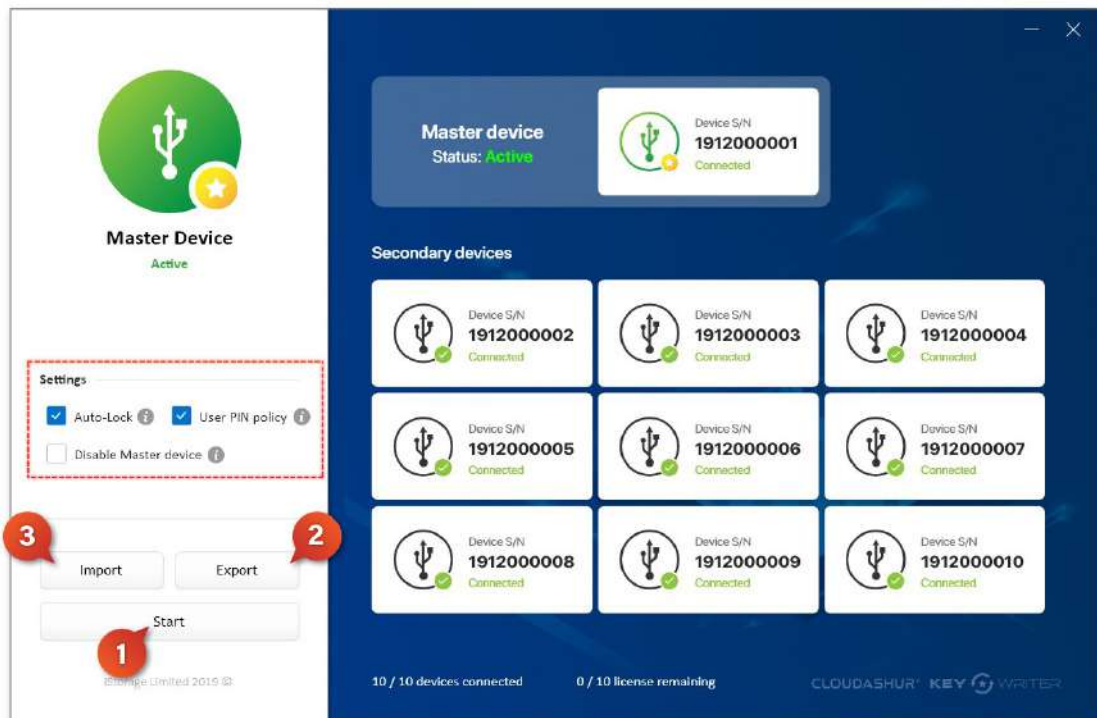 Master Device
Active
Settings
Auto-Lock
User PIN policy
Disable Master device
3
2
Import
Export
Start
1
iStorage Limited 2019 ©
Master device
Status: Active
Device S/N
1912000001
Connected
Secondary devices
Device S/N
1912000002
Connected
Device S/N
1912000003
Connected
Device S/N
1912000004
Connected
Device S/N
1912000005
Connected
Device S/N
1912000006
Connected
Device S/N
1912000007
Connected
Device S/N
1912000008
Connected
Device S/N
1912000009
Connected
Device S/N
1912000010
Connected
10 / 10 devices connected
0 / 10 license remaining
CLOUDASHUR® KEY WRITER